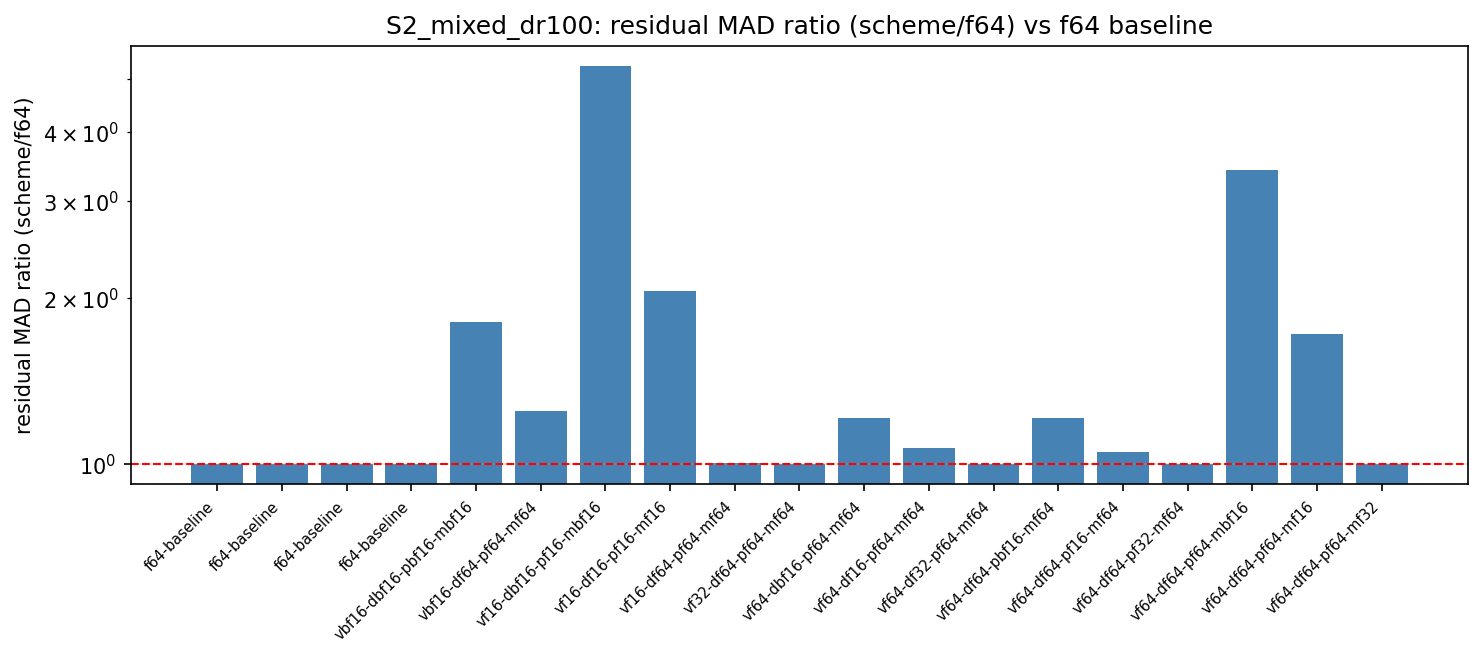 S2_mixed_dr100: residual MAD ratio (scheme/f64) vs f64 baseline
residual MAD ratio (scheme/f64)
4 × 10⁰
3 × 10⁰
2 × 10⁰
10⁰
f64-baseline
f64-baseline
f64-baseline
f64-baseline
vbf16-dbf16-pbf16-mbf16
vbf16-df64-pf64-mf64
vf16-dbf16-pf16-mbf16
vf16-df16-pf16-mf16
vf16-df64-pf64-mf64
vf32-df64-pf64-mf64
vf64-dbf16-pf64-mf64
vf64-df16-pf64-mf64
vf64-df32-pf64-mf64
vf64-df64-pbf16-mf64
vf64-df64-pf16-mf64
vf64-df64-pf32-mf64
vf64-df64-pf64-mbf16
vf64-df64-pf64-mf16
vf64-df64-pf64-mf32